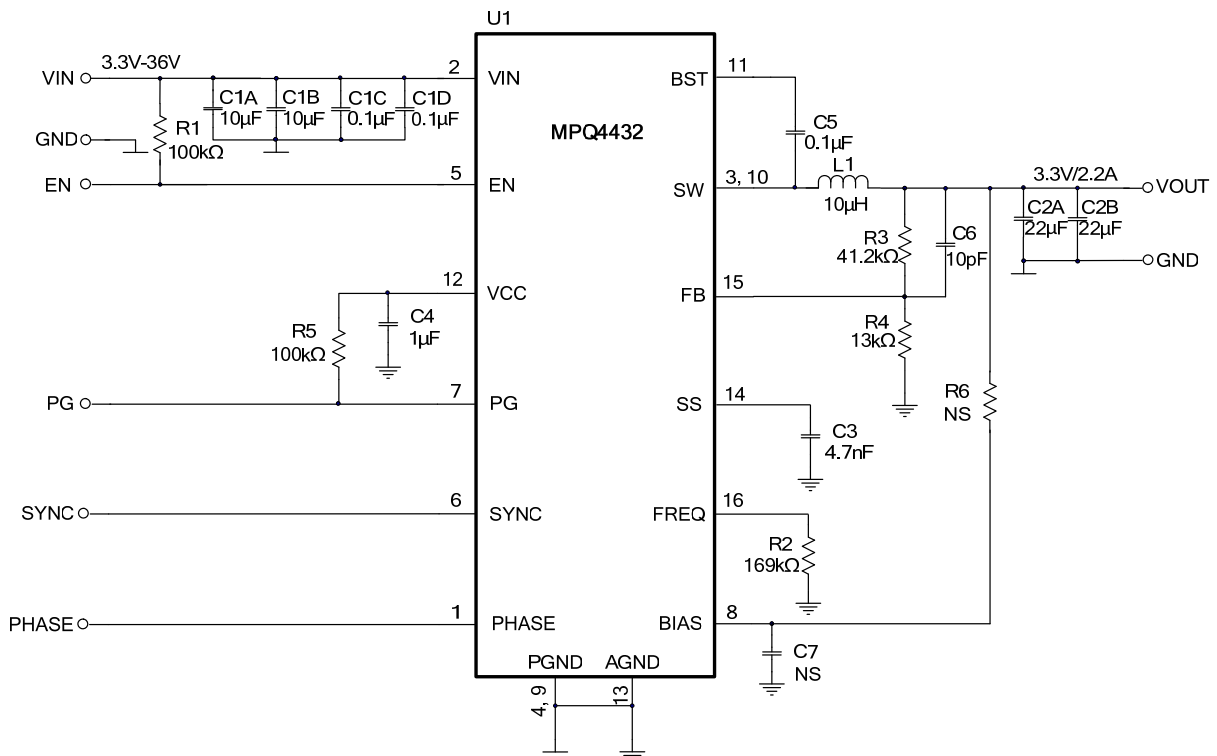 U1
3.3V-36V
VIN
2
VIN
BST
11
C1A
10µF
C1B
10µF
C1C
0.1µF
C1D
0.1µF
MPQ4432
C5
0.1µF
GND
R1
100kΩ
EN
5
EN
SW
3, 10
L1
10µH
3.3V/2.2A
VOUT
C2A
22µF
C2B
22µF
R3
41.2kΩ
C6
10pF
GND
12
VCC
FB
15
R5
100kΩ
C4
1µF
R4
13kΩ
PG
7
PG
SS
14
R6
NS
C3
4.7nF
SYNC
6
SYNC
FREQ
16
R2
169kΩ
PHASE
1
PHASE
BIAS
8
C7
NS
PGND
AGND
4, 9
13